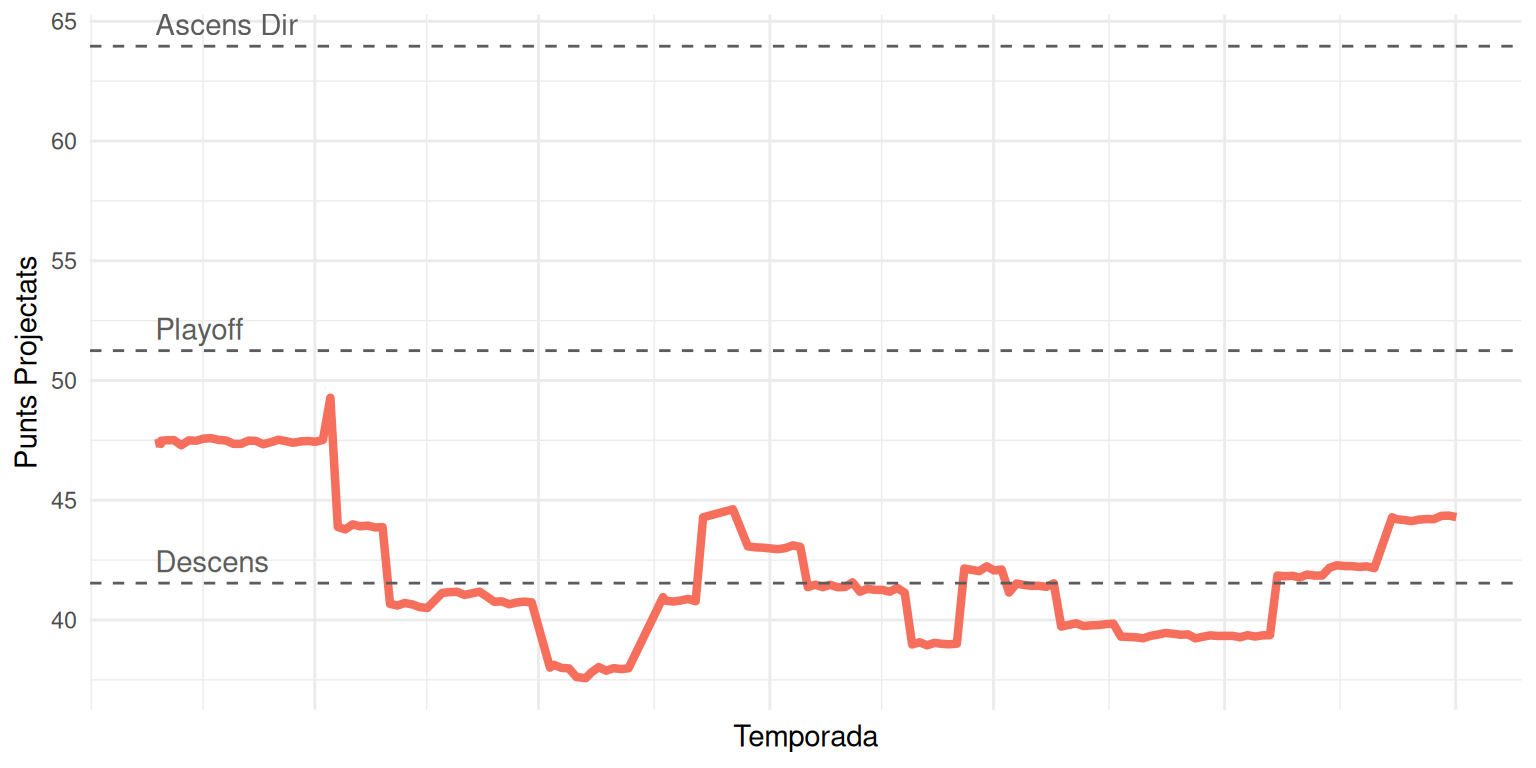 65
Ascens Dir
60
55
Playoff
50
45
Descens
40
Punts Projectats
Temporada